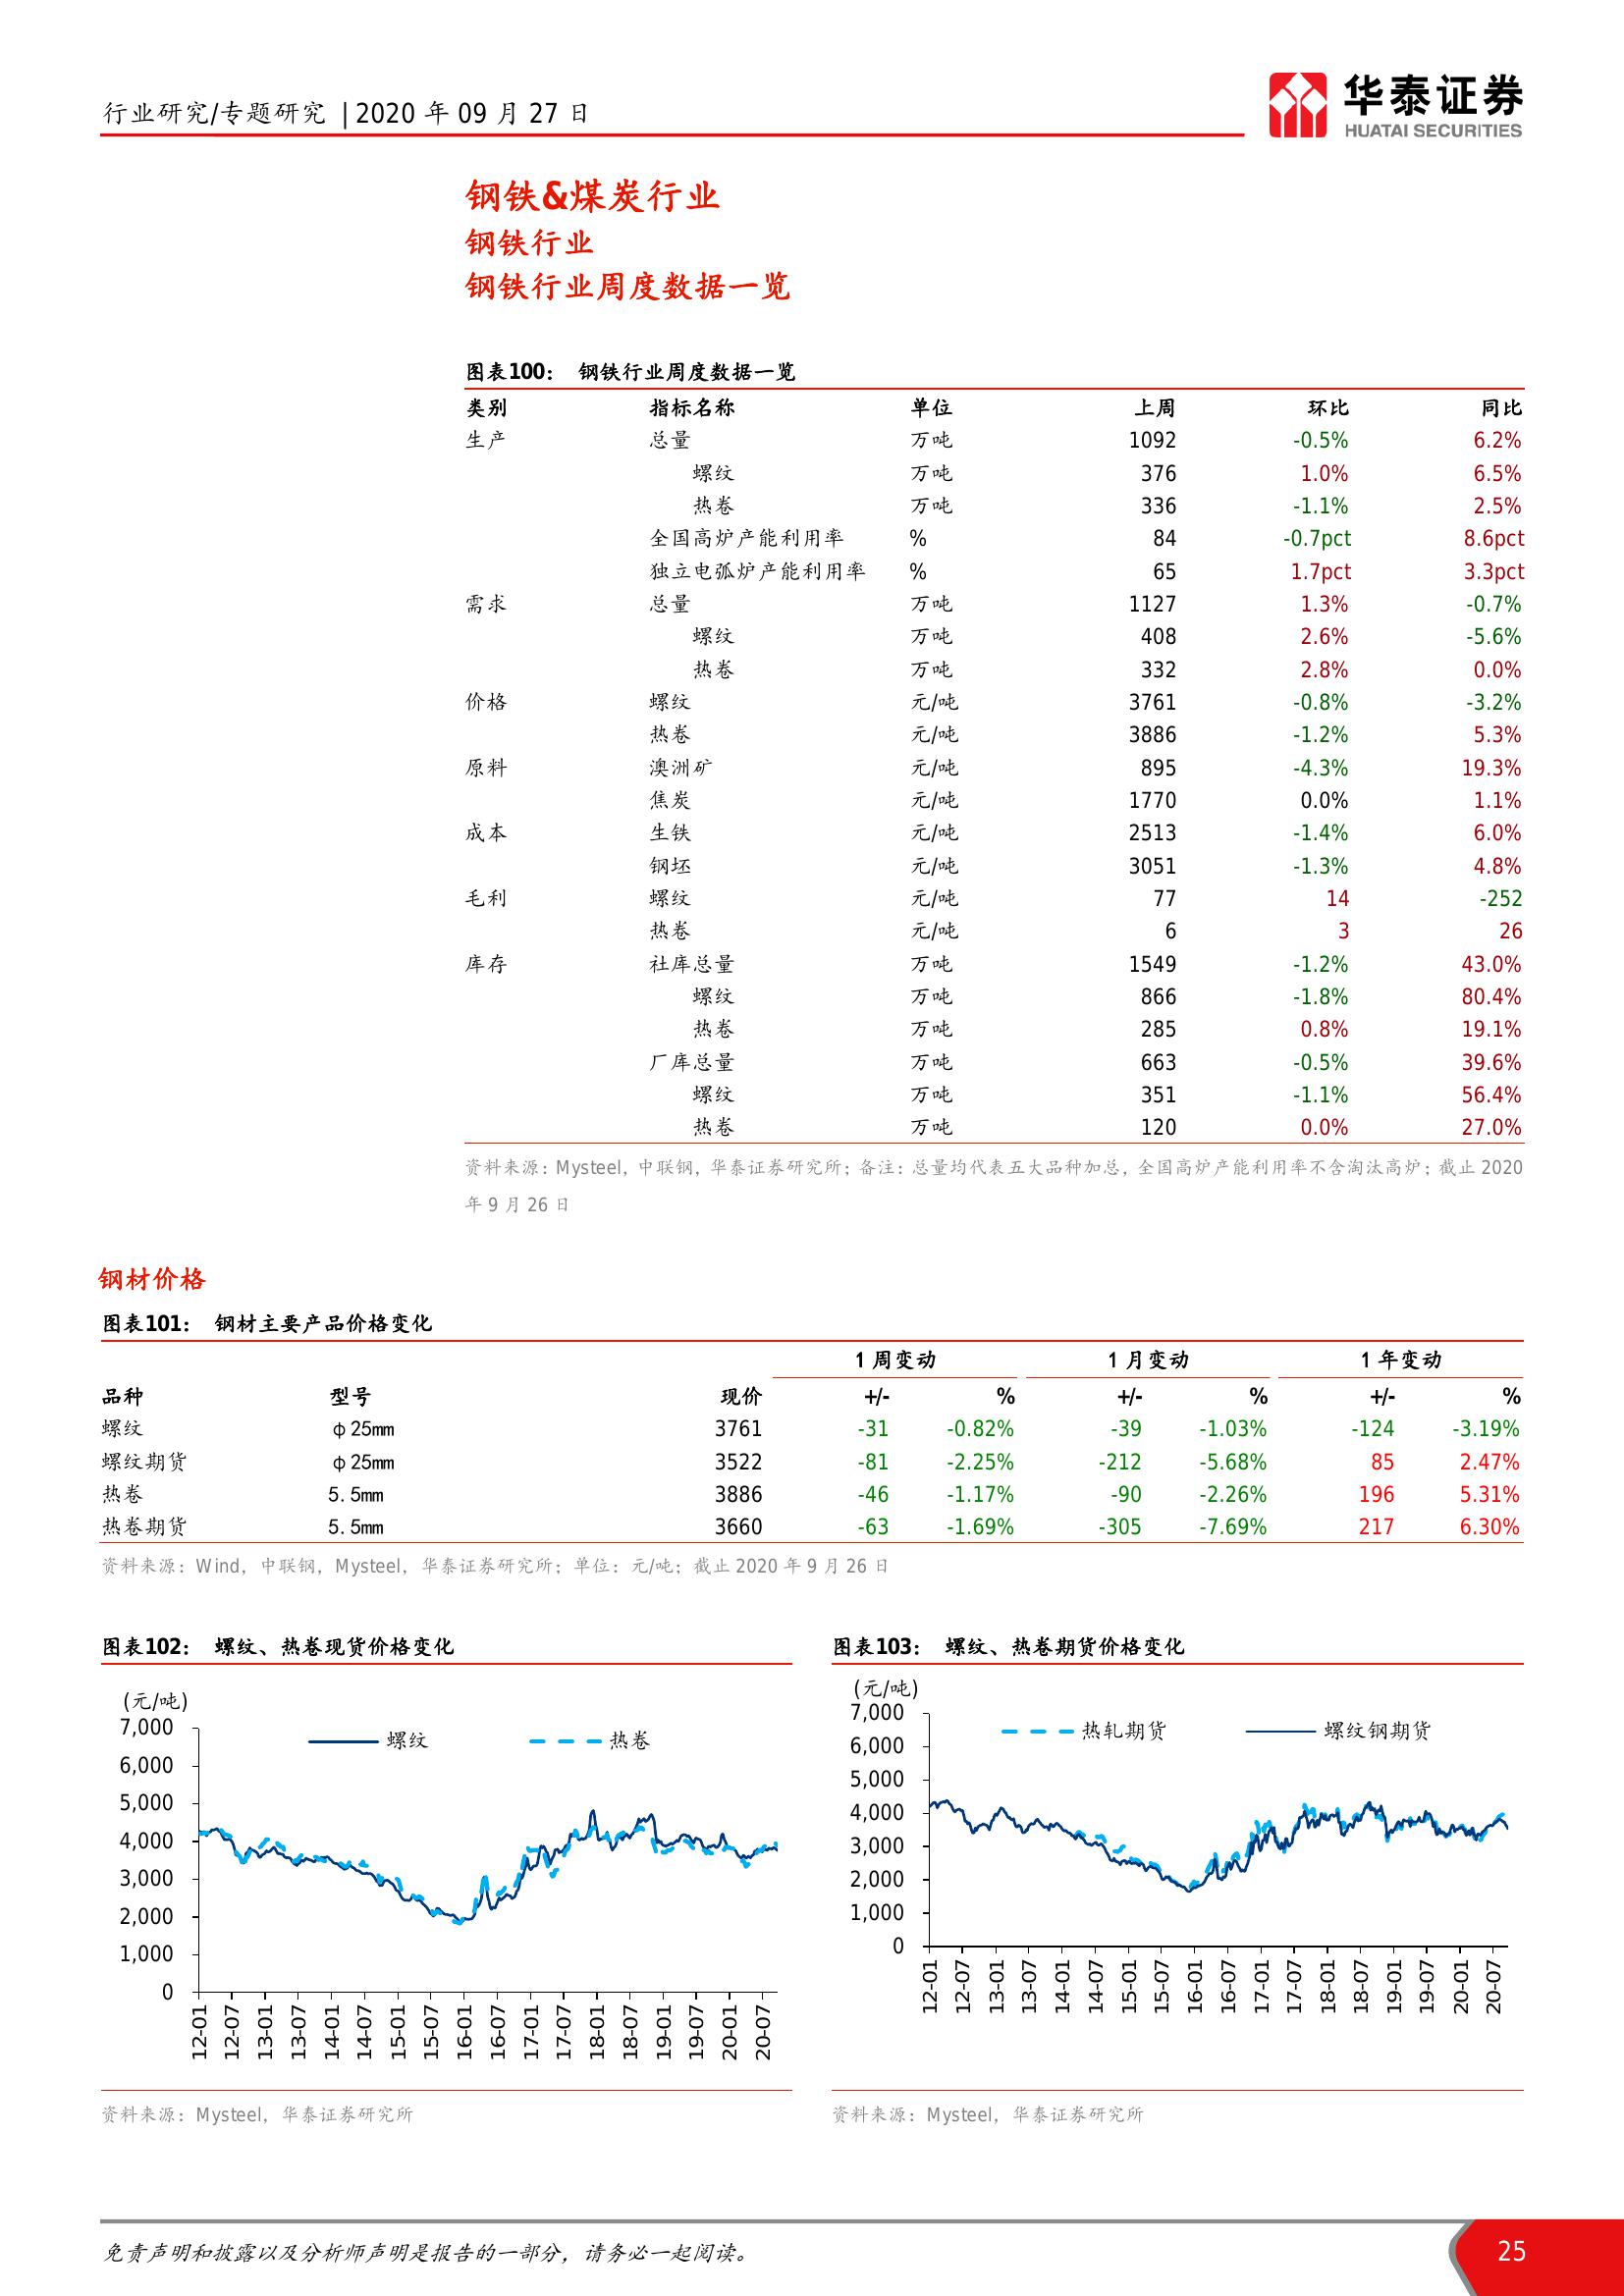 行业研究/专题研究 | 2020 年 09 月 27 日
华泰证券
HUATAI SECURITIES
钢铁&煤炭行业
钢铁行业
钢铁行业周度数据一览
图表100： 钢铁行业周度数据一览
类别 指标名称 单位 上周 环比 同比
生产 总量 万吨 1092 -0.5% 6.2%
螺纹 万吨 376 1.0% 6.5%
热卷 万吨 336 -1.1% 2.5%
全国高炉产能利用率 % 84 -0.7pct 8.6pct
独立电弧炉产能利用率 % 65 1.7pct 3.3pct
需求 总量 万吨 1127 1.3% -0.7%
螺纹 万吨 408 2.6% -5.6%
热卷 万吨 332 2.8% 0.0%
价格 螺纹 元/吨 3761 -0.8% -3.2%
热卷 元/吨 3886 -1.2% 5.3%
原料 澳洲矿 元/吨 895 -4.3% 19.3%
焦炭 元/吨 1770 0.0% 1.1%
成本 生铁 元/吨 2513 -1.4% 6.0%
钢坯 元/吨 3051 -1.3% 4.8%
毛利 螺纹 元/吨 77 14 -252
热卷 元/吨 6 3 26
库存 社库总量 万吨 1549 -1.2% 43.0%
螺纹 万吨 866 -1.8% 80.4%
热卷 万吨 285 0.8% 19.1%
厂库总量 万吨 663 -0.5% 39.6%
螺纹 万吨 351 -1.1% 56.4%
热卷 万吨 120 0.0% 27.0%
资料来源：Mysteel，中联钢，华泰证券研究所；备注：总量均代表五大品种加总，全国高炉产能利用率不含淘汰高炉；截止 2020
年 9 月 26 日
钢材价格
图表101： 钢材主要产品价格变化
1 周变动 1 月变动 1 年变动
品种 型号 现价 +/- % +/- % +/- %
螺纹 φ25mm 3761 -31 -0.82% -39 -1.03% -124 -3.19%
螺纹期货 φ25mm 3522 -81 -2.25% -212 -5.68% 85 2.47%
热卷 5.5mm 3886 -46 -1.17% -90 -2.26% 196 5.31%
热卷期货 5.5mm 3660 -63 -1.69% -305 -7.69% 217 6.30%
资料来源：Wind，中联钢，Mysteel，华泰证券研究所；单位：元/吨；截止 2020 年 9 月 26 日
图表102： 螺纹、热卷现货价格变化
(元/吨)
螺纹 热卷
7,000
6,000
5,000
4,000
3,000
2,000
1,000
0
12-01 12-07 13-01 13-07 14-01 14-07 15-01 15-07 16-01 16-07 17-01 17-07 18-01 18-07 19-01 19-07 20-01 20-07
资料来源：Mysteel，华泰证券研究所
图表103： 螺纹、热卷期货价格变化
(元/吨)
热轧期货 螺纹钢期货
7,000
6,000
5,000
4,000
3,000
2,000
1,000
0
12-01 12-07 13-01 13-07 14-01 14-07 15-01 15-07 16-01 16-07 17-01 17-07 18-01 18-07 19-01 19-07 20-01 20-07
资料来源：Mysteel，华泰证券研究所
免责声明和披露以及分析师声明是报告的一部分，请务必一起阅读。
25